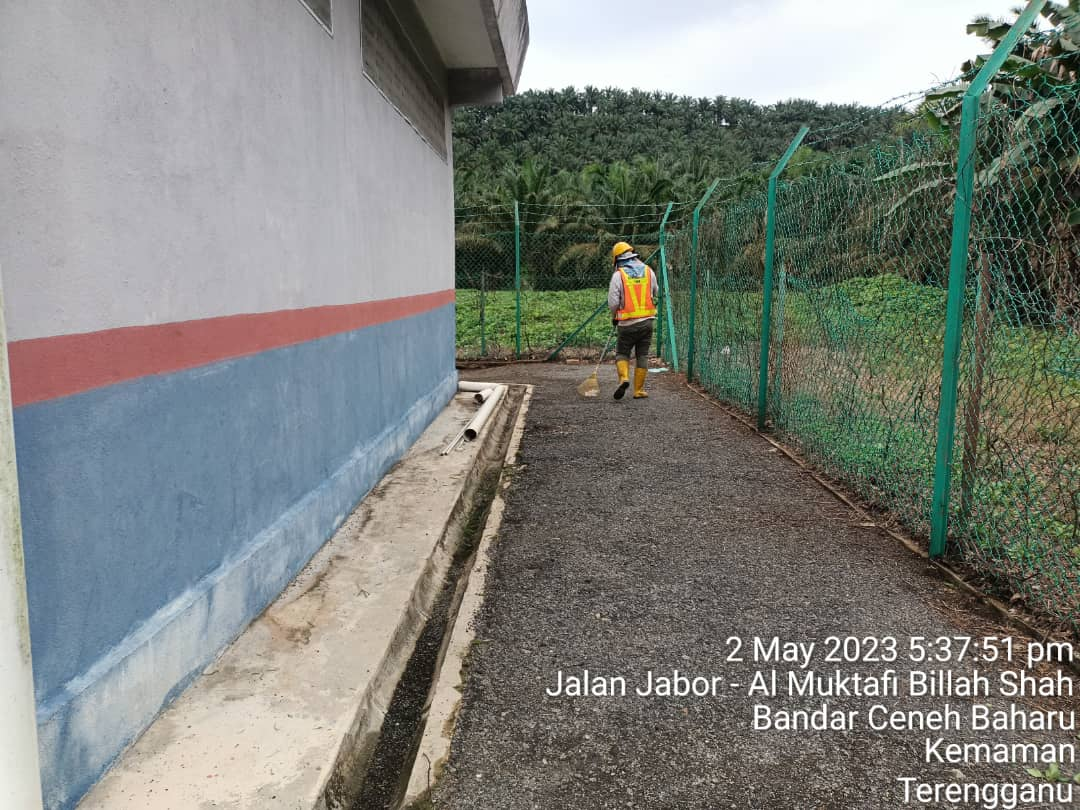 2 May 2023 5:37:51 pm
Jalan Jabor - Al Muktafi Billah Shah
Bandar Ceneh Baharu
Kemaman
Terengganu